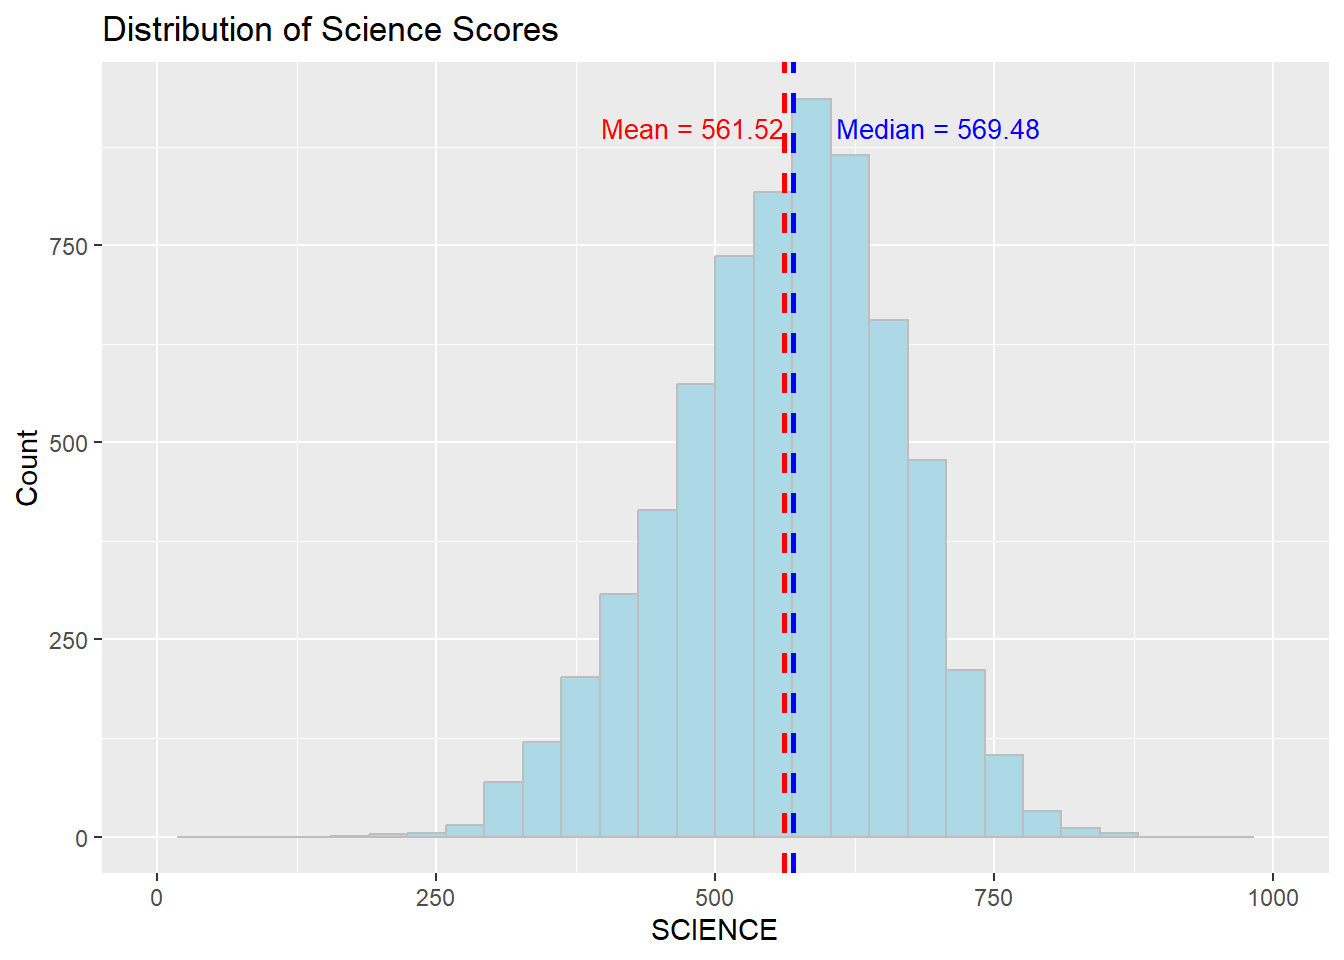 Distribution of Science Scores
Mean = 561.52
Median = 569.48
Count
750
500
250
0
0
250
500
750
1000
SCIENCE